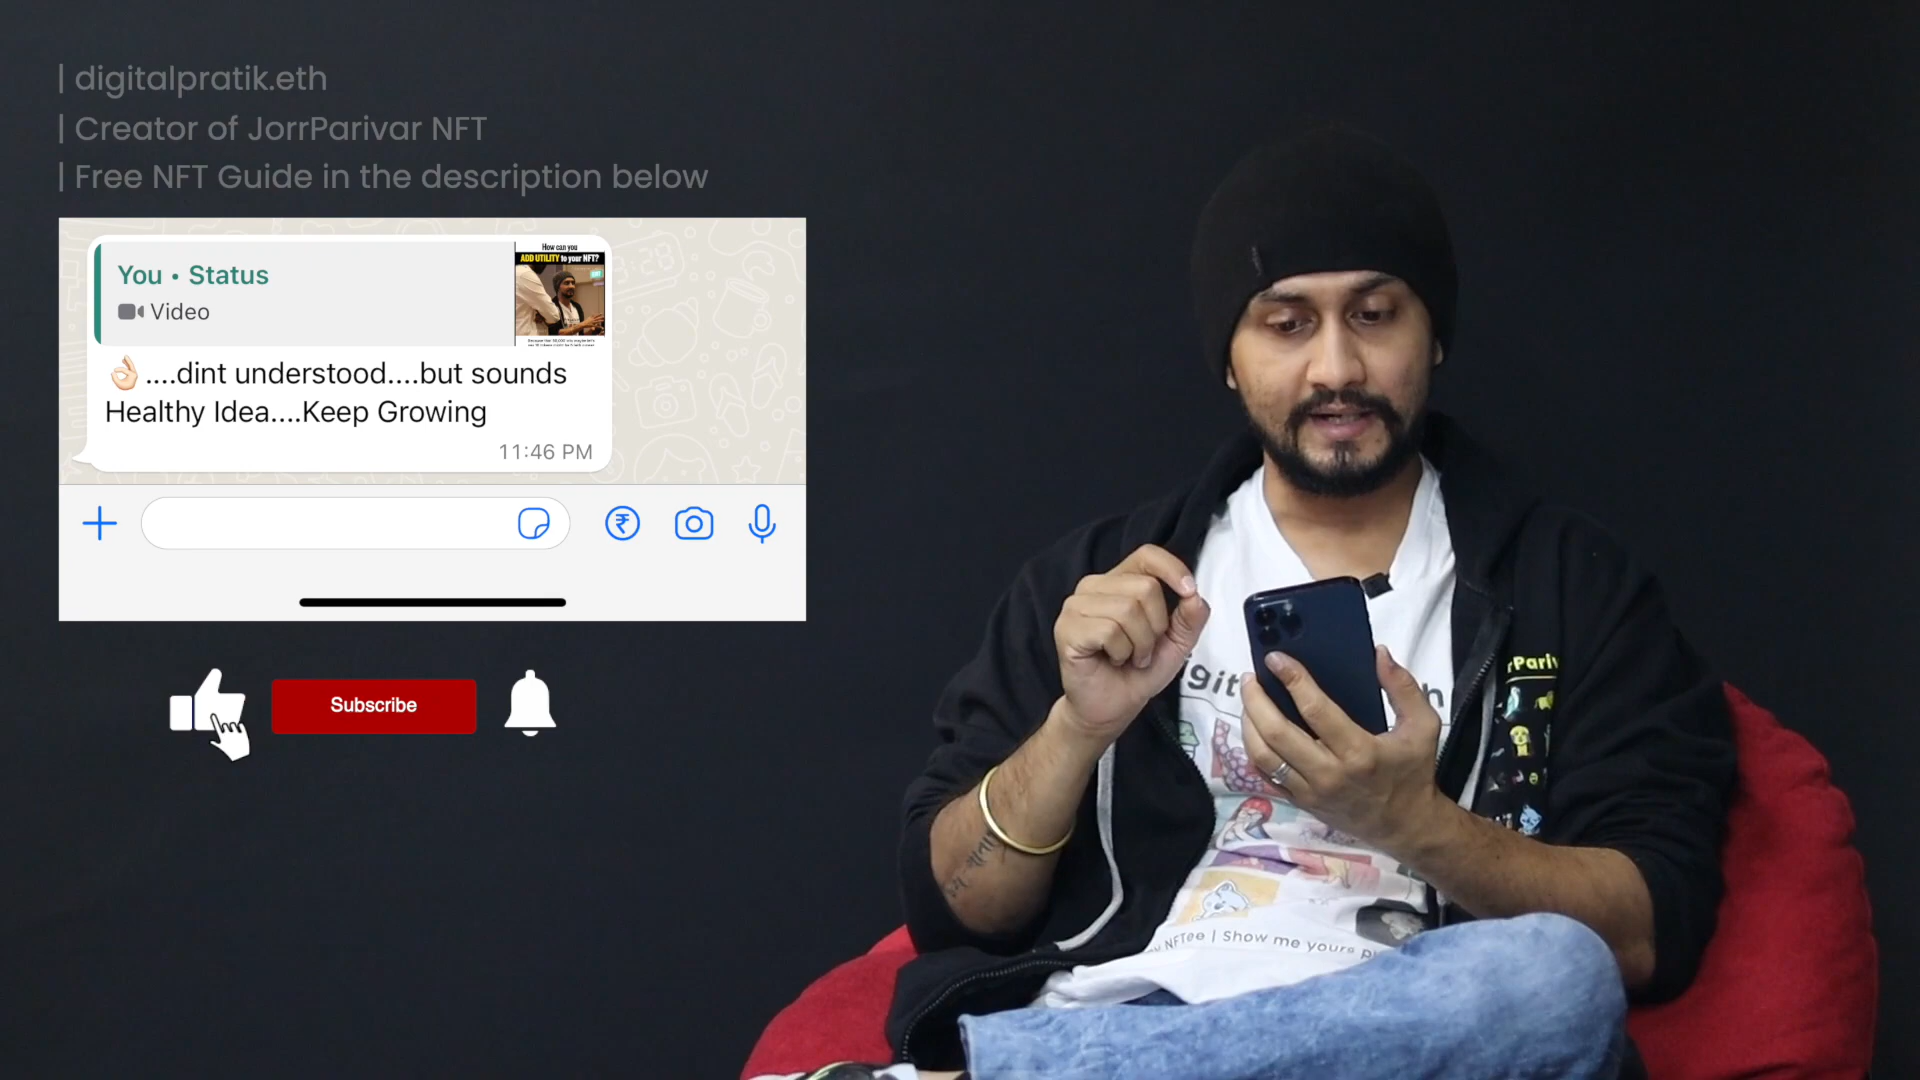 | digitalpratik.eth
| Creator of JorrParivar NFT
| Free NFT Guide in the description below
You • Status
Video
How can you
ADD UTILITY to your NFT?
👌🏻....dint understood....but sounds
Healthy Idea....Keep Growing
11:46 PM
Subscribe
rPariv
igit
h
NFTee | Show me yours